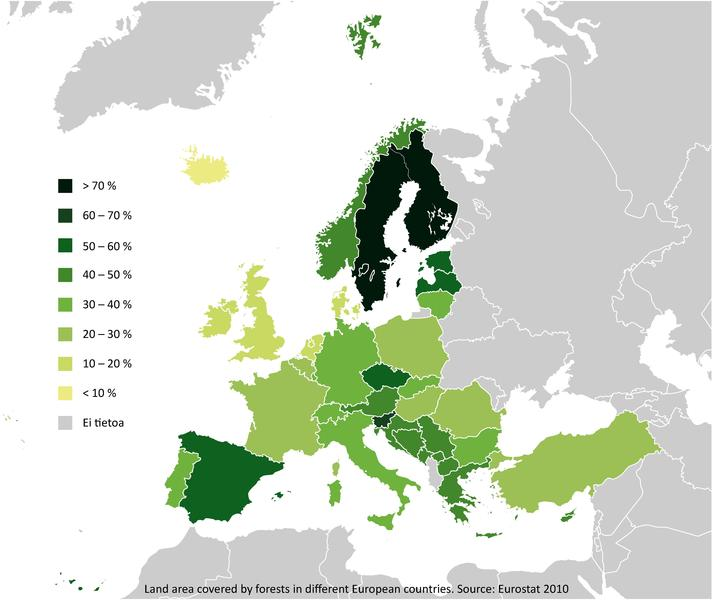 > 70 %
60 – 70 %
50 – 60 %
40 – 50 %
30 – 40 %
20 – 30 %
10 – 20 %
< 10 %
Ei tietoa
Land area covered by forests in different European countries. Source: Eurostat 2010